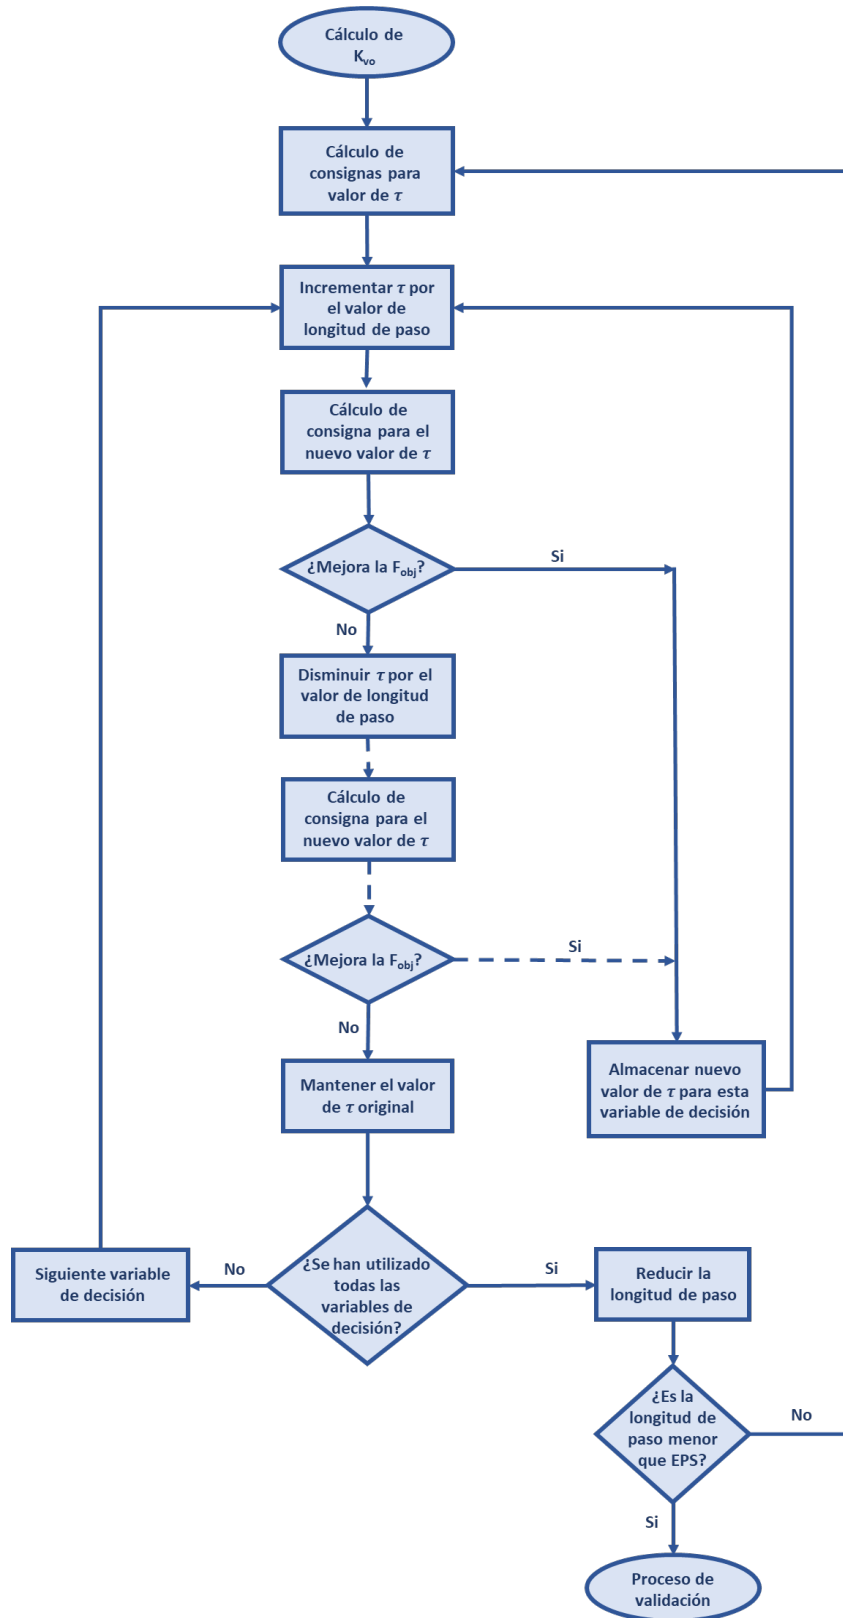 Cálculo de
Kvo
Cálculo de
consignas para
valor de τ
Incrementar τ por
el valor de
longitud de paso
Cálculo de
consigna para el
nuevo valor de τ
¿Mejora la Fobj?
Si
No
Disminuir τ por el
valor de longitud
de paso
Cálculo de
consigna para el
nuevo valor de τ
¿Mejora la Fobj?
Si
No
Mantener el valor
de τ original
Almacenar nuevo
valor de τ para esta
variable de decisión
¿Se han utilizado
todas las
variables de
decisión?
No
Siguiente variable
de decisión
Si
Reducir la
longitud de paso
¿Es la
longitud de
paso menor
que EPS?
No
Si
Proceso de
validación